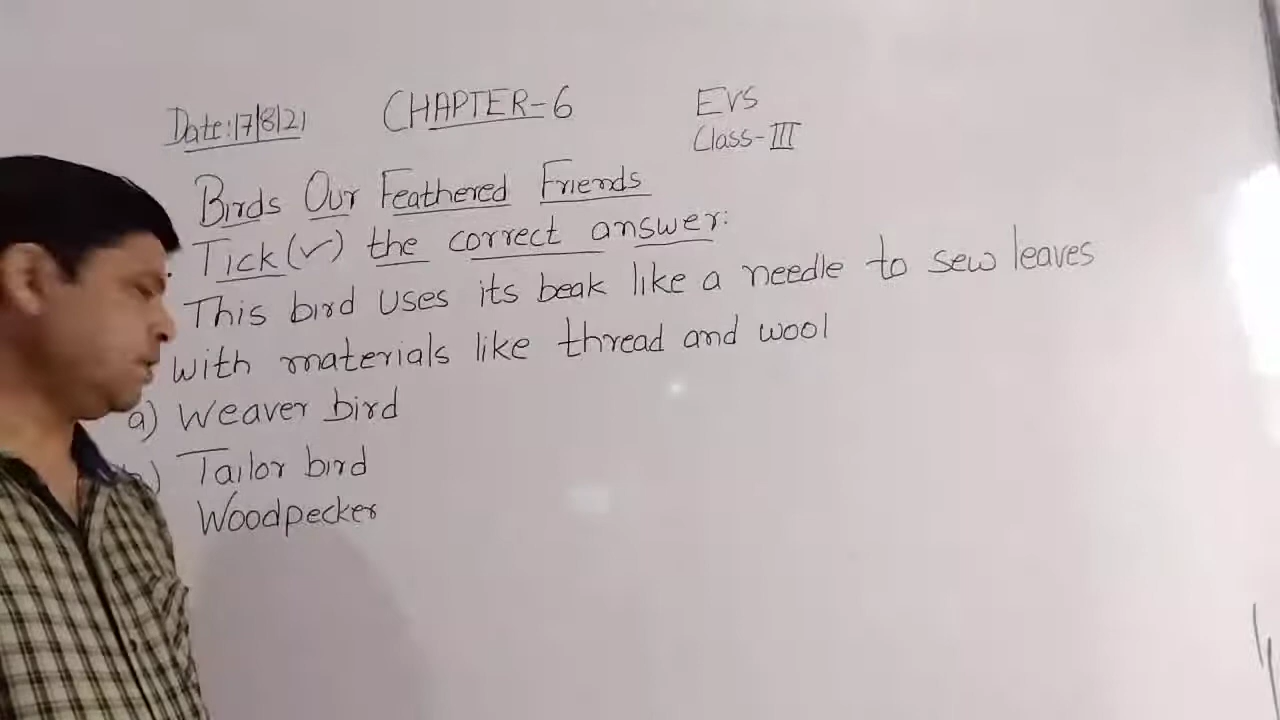 Date:17/8/21 CHAPTER-6 EVS
Class-III
Birds Our Feathered Friends
Tick(✓) the correct answer:
This bird uses its beak like a needle to sew leaves
with materials like thread and wool
a) Weaver bird
) Tailor bird
Woodpecker